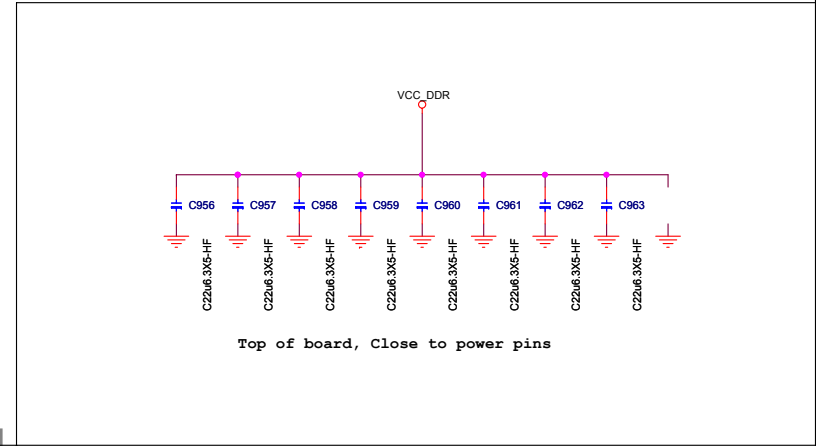 VCC_DDR
C956
C957
C958
C959
C960
C961
C962
C963
C22u6.3X5-HF
C22u6.3X5-HF
C22u6.3X5-HF
C22u6.3X5-HF
C22u6.3X5-HF
C22u6.3X5-HF
C22u6.3X5-HF
C22u6.3X5-HF
Top of board, Close to power pins